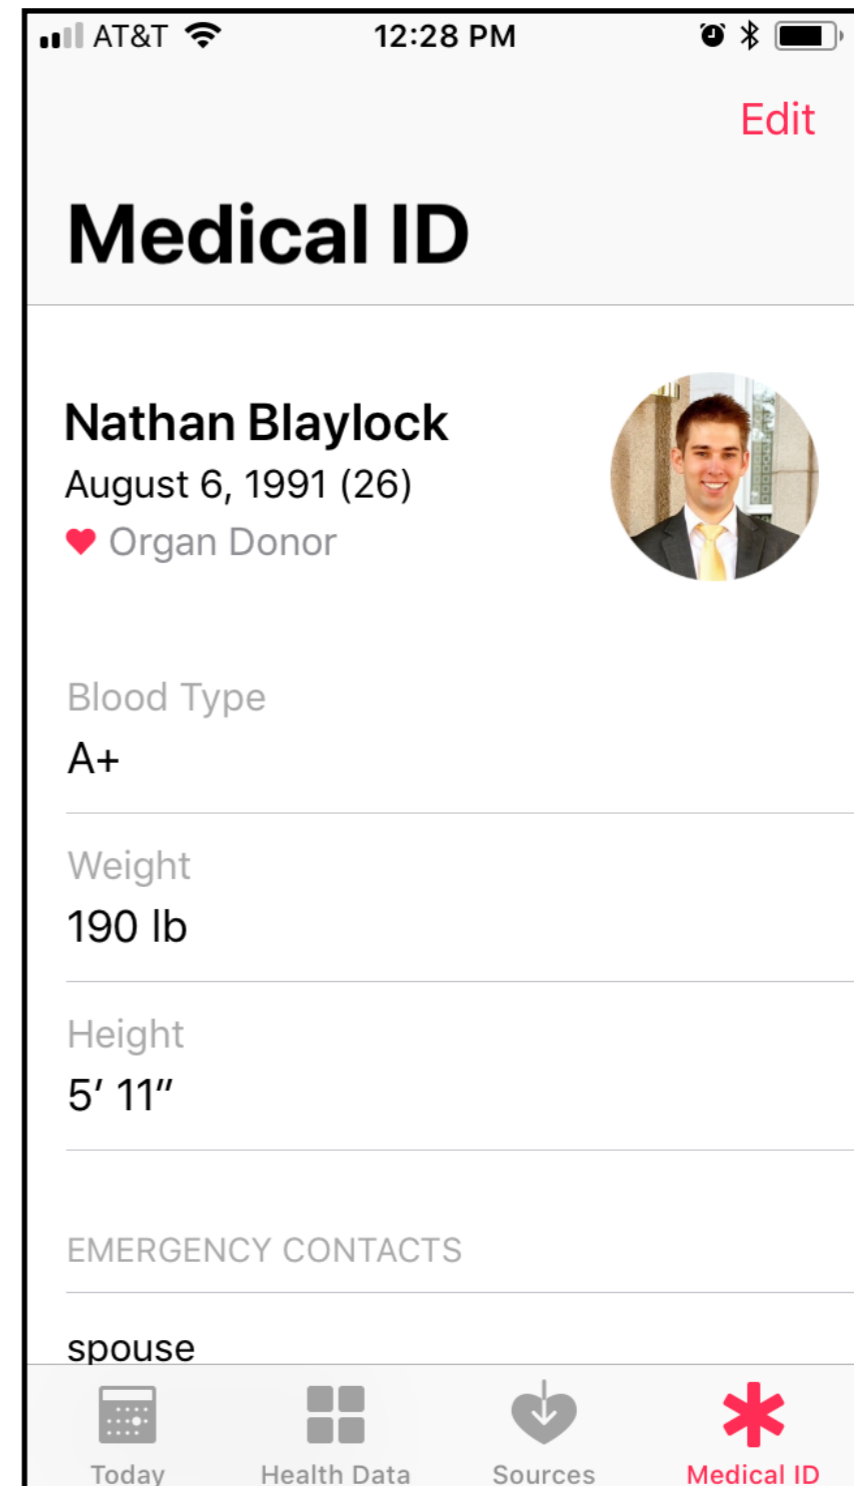 AT&T 12:28 PM
Edit
Medical ID
Nathan Blaylock
August 6, 1991 (26)
Organ Donor
Blood Type
A+
Weight
190 lb
Height
5′ 11″
EMERGENCY CONTACTS
spouse
Today Health Data Sources Medical ID